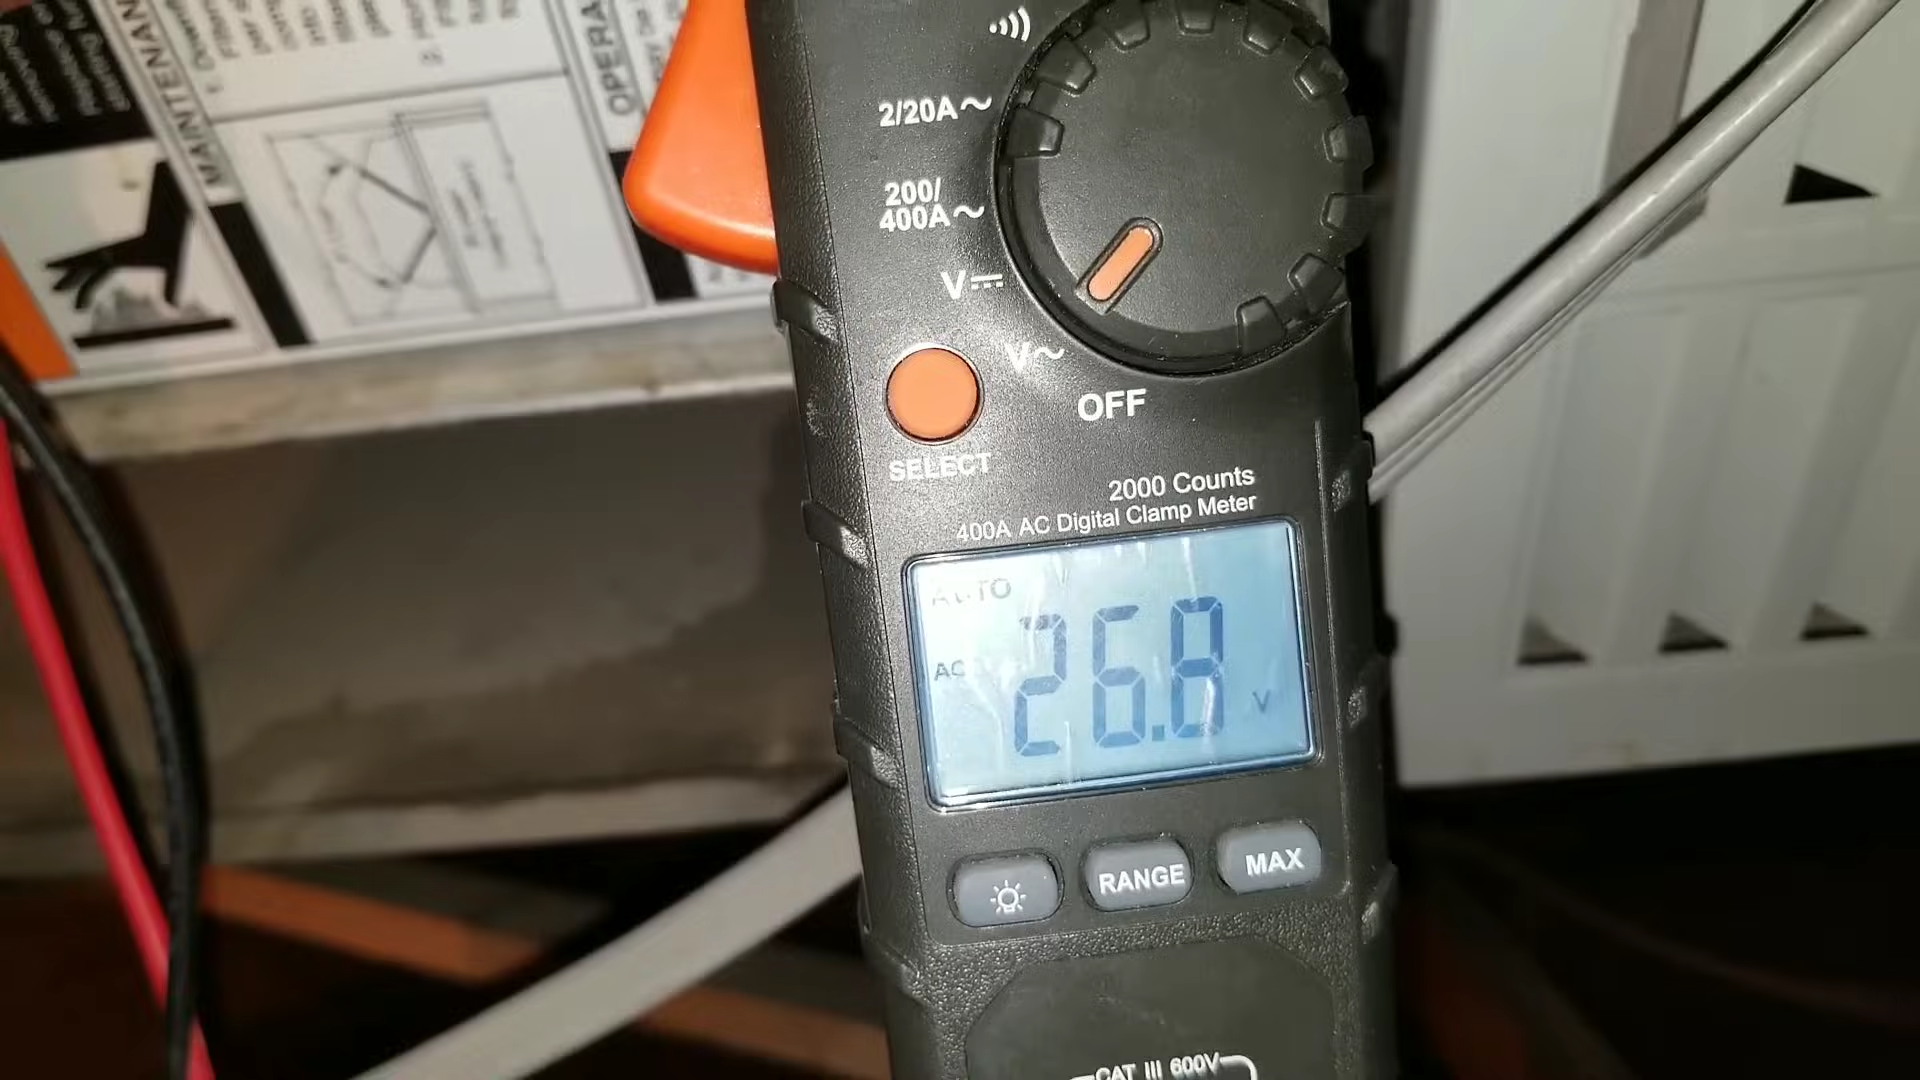 MAINTENAN
OPERA
2/20A~
200/
400A~
V⎓
V~
OFF
SELECT
2000 Counts
400A AC Digital Clamp Meter
AUTO
AC
26.8
V
RANGE
MAX
CAT III 600V